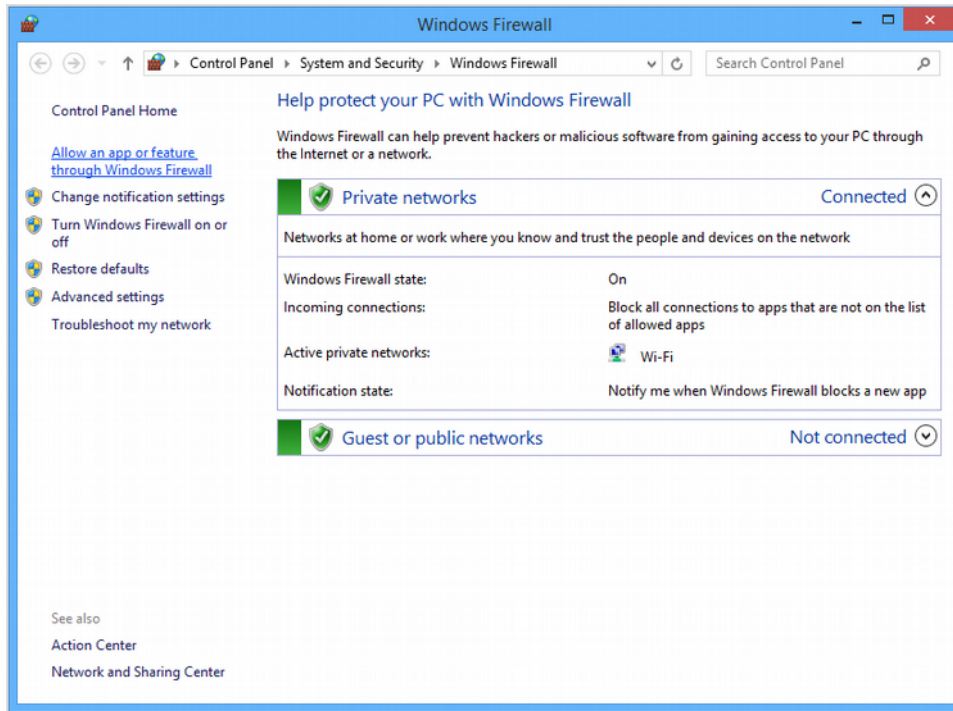 Windows Firewall
Control Panel System and Security Windows Firewall
Search Control Panel
Control Panel Home
Allow an app or feature
through Windows Firewall
Change notification settings
Turn Windows Firewall on or
off
Restore defaults
Advanced settings
Troubleshoot my network
Help protect your PC with Windows Firewall
Windows Firewall can help prevent hackers or malicious software from gaining access to your PC through
the Internet or a network.
Private networks Connected
Networks at home or work where you know and trust the people and devices on the network
Windows Firewall state: On
Incoming connections: Block all connections to apps that are not on the list
of allowed apps
Active private networks: Wi-Fi
Notification state: Notify me when Windows Firewall blocks a new app
Guest or public networks Not connected
See also
Action Center
Network and Sharing Center